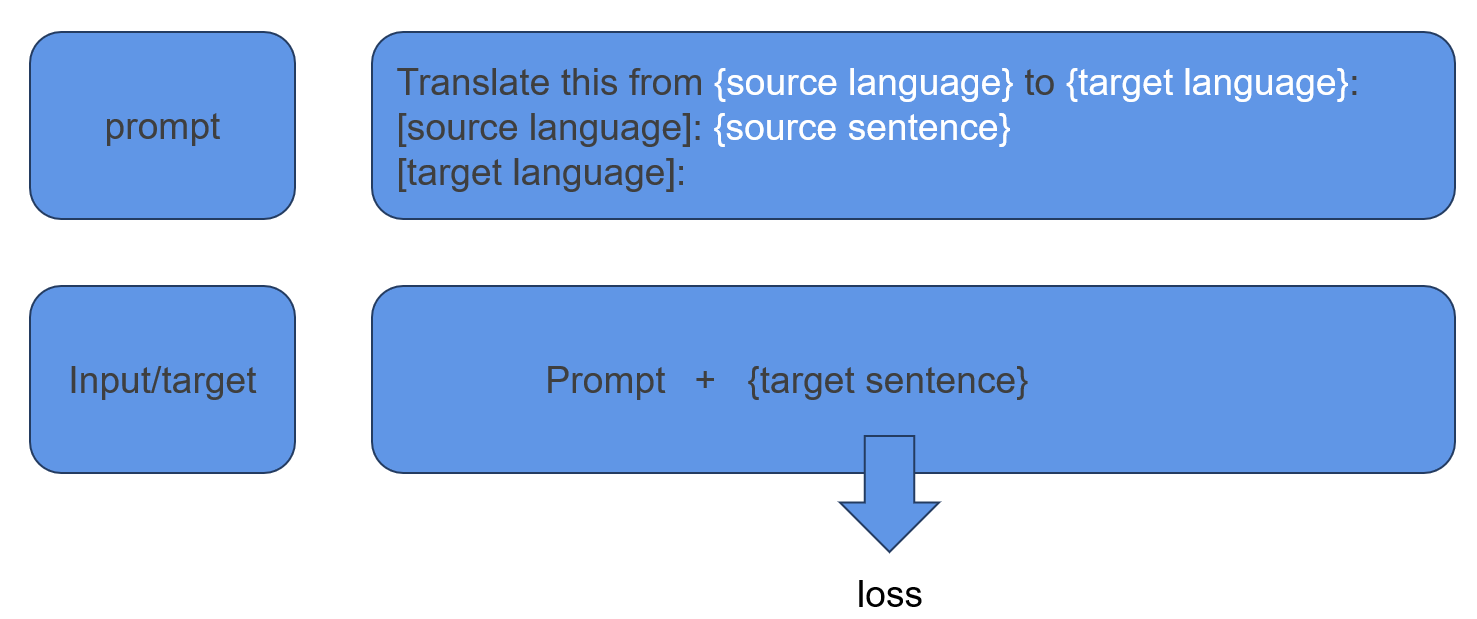 prompt
Translate this from {source language} to {target language}:
[source language]: {source sentence}
[target language]:
Input/target
Prompt + {target sentence}
loss